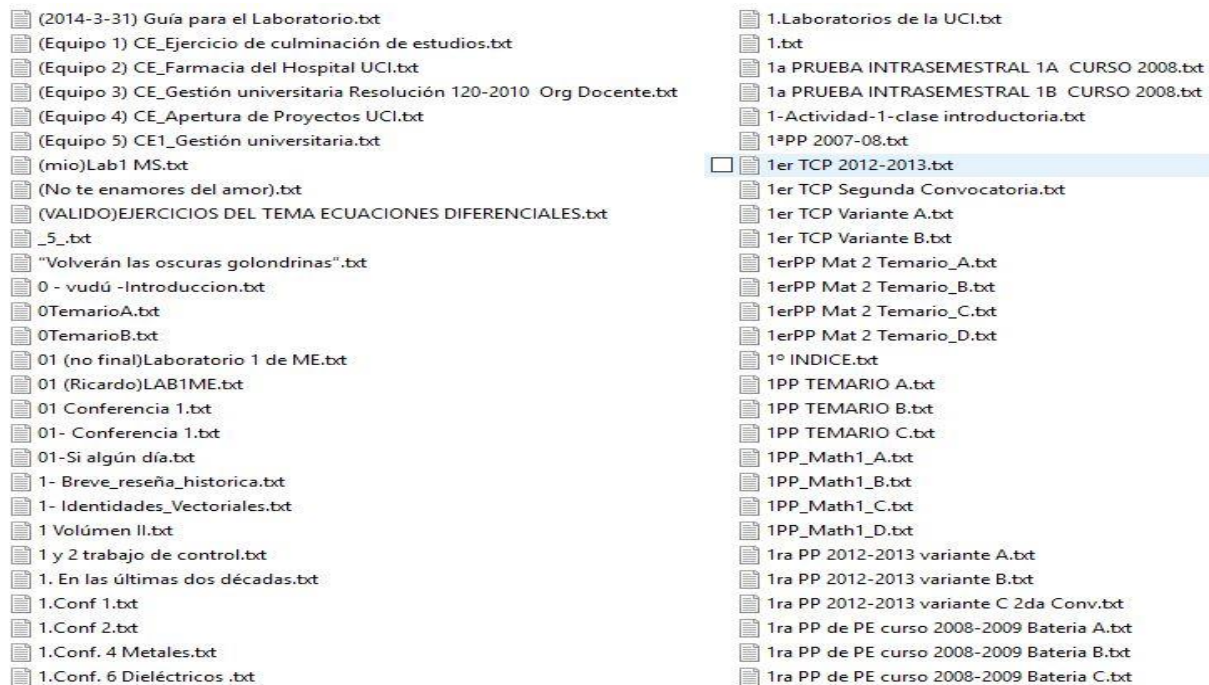 (2014-3-31) Guía para el Laboratorio.txt
(Equipo 1) CE_Ejercicio de culminación de estudios.txt
(Equipo 2) CE_Farmacia del Hospital UCI.txt
(Equipo 3) CE_Gestión universitaria Resolución 120-2010  Org Docente.txt
(Equipo 4) CE_Apertura de Proyectos UCI.txt
(Equipo 5) CE1_Gestión universitaria.txt
(mio)Lab1 MS.txt
(No te enamores del amor).txt
(VALIDO)EJERCICIOS DEL TEMA ECUACIONES DIFERENCIALES.txt
_5_.txt
"Volverán las oscuras golondrinas".txt
0 - vudú -Introduccion.txt
0TemarioA.txt
0TemarioB.txt
01 (no final)Laboratorio 1 de ME.txt
01 (Ricardo)LAB1ME.txt
01 Conferencia 1.txt
01- Conferencia 1.txt
01-Si algún día.txt
1- Breve_reseña_historica.txt
1- Identidades_Vectoriales.txt
1 Volúmen II.txt
1 y 2 trabajo de control.txt
1. En las últimas dos décadas.txt
1.Conf 1.txt
1.Conf 2.txt
1.Conf. 4 Metales.txt
1.Conf. 6 Dieléctricos .txt
1.Laboratorios de la UCI.txt
1.txt
1a PRUEBA INTRASEMESTRAL 1A  CURSO 2008.txt
1a PRUEBA INTRASEMESTRAL 1B  CURSO 2008.txt
1-Actividad-1-clase introductoria.txt
1ªPP 2007-08.txt
1er TCP 2012-2013.txt
1er TCP Segunda Convocatoria.txt
1er TCP Variante A.txt
1er TCP Variante B.txt
1erPP Mat 2 Temario_A.txt
1erPP Mat 2 Temario_B.txt
1erPP Mat 2 Temario_C.txt
1erPP Mat 2 Temario_D.txt
1º INDICE.txt
1PP TEMARIO A.txt
1PP TEMARIO B.txt
1PP TEMARIO C.txt
1PP_Math1_A.txt
1PP_Math1_B.txt
1PP_Math1_C.txt
1PP_Math1_D.txt
1ra PP 2012-2013 variante A.txt
1ra PP 2012-2013 variante B.txt
1ra PP 2012-2013 variante C 2da Conv.txt
1ra PP de PE curso 2008-2009 Bateria A.txt
1ra PP de PE curso 2008-2009 Bateria B.txt
1ra PP de PE curso 2008-2009 Bateria C.txt